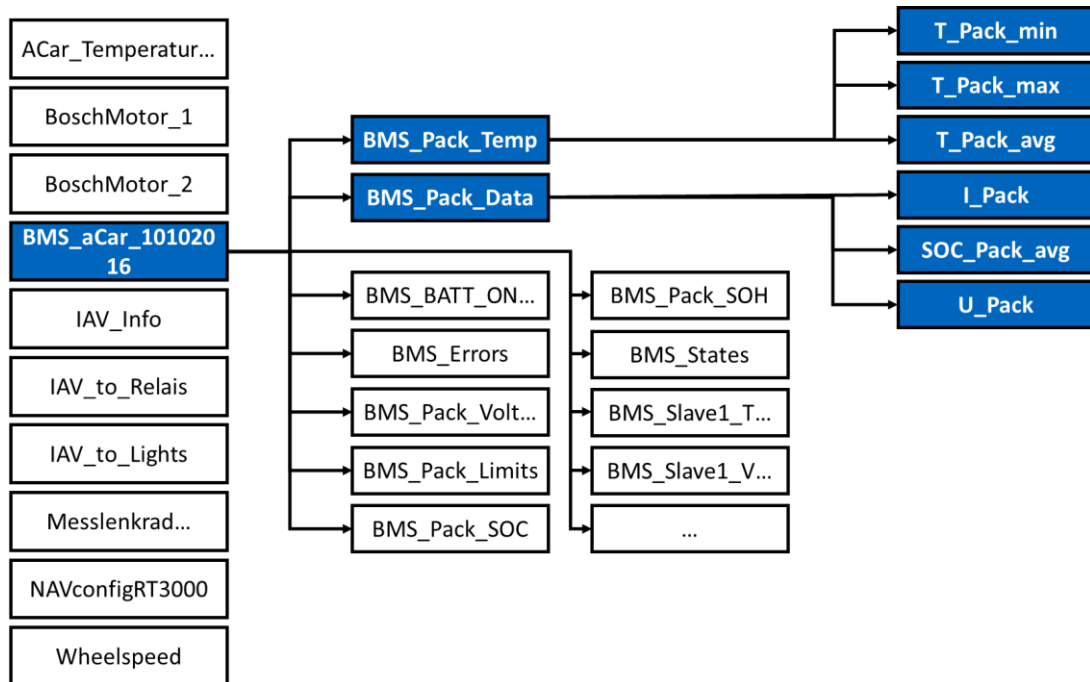 ACar_Temperatur...
BoschMotor_1
BoschMotor_2
BMS_aCar_101020
16
IAV_Info
IAV_to_Relais
IAV_to_Lights
Messlenkrad...
NAVconfigRT3000
Wheelspeed
BMS_Pack_Temp
BMS_Pack_Data
BMS_BATT_ON...
BMS_Errors
BMS_Pack_Volt...
BMS_Pack_Limits
BMS_Pack_SOC
BMS_Pack_SOH
BMS_States
BMS_Slave1_T...
BMS_Slave1_V...
...
T_Pack_min
T_Pack_max
T_Pack_avg
I_Pack
SOC_Pack_avg
U_Pack